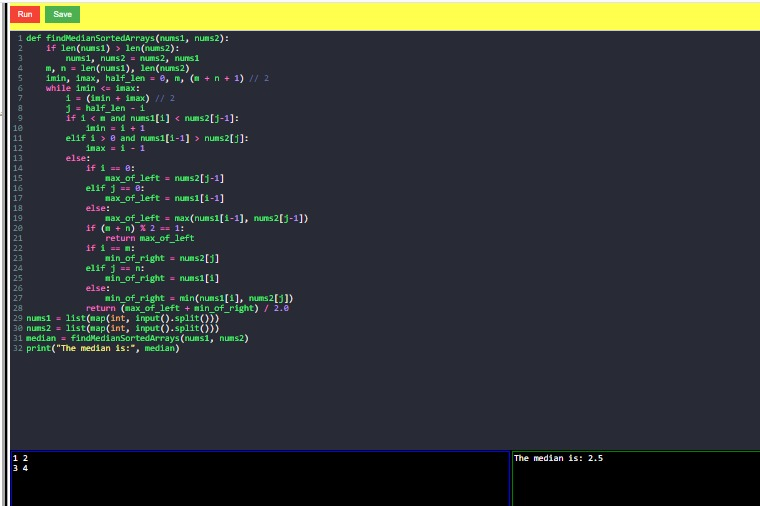 Run Save
1 def findMedianSortedArrays(nums1, nums2):
2     if len(nums1) > len(nums2):
3         nums1, nums2 = nums2, nums1
4     m, n = len(nums1), len(nums2)
5     imin, imax, half_len = 0, m, (m + n + 1) // 2
6     while imin <= imax:
7         i = (imin + imax) // 2
8         j = half_len - i
9         if i < m and nums1[i] < nums2[j-1]:
10             imin = i + 1
11         elif i > 0 and nums1[i-1] > nums2[j]:
12             imax = i - 1
13         else:
14             if i == 0:
15                 max_of_left = nums2[j-1]
16             elif j == 0:
17                 max_of_left = nums1[i-1]
18             else:
19                 max_of_left = max(nums1[i-1], nums2[j-1])
20             if (m + n) % 2 == 1:
21                 return max_of_left
22             if i == m:
23                 min_of_right = nums2[j]
24             elif j == n:
25                 min_of_right = nums1[i]
26             else:
27                 min_of_right = min(nums1[i], nums2[j])
28             return (max_of_left + min_of_right) / 2.0
29 nums1 = list(map(int, input().split()))
30 nums2 = list(map(int, input().split()))
31 median = findMedianSortedArrays(nums1, nums2)
32 print("The median is:", median)
1 2
3 4
The median is: 2.5